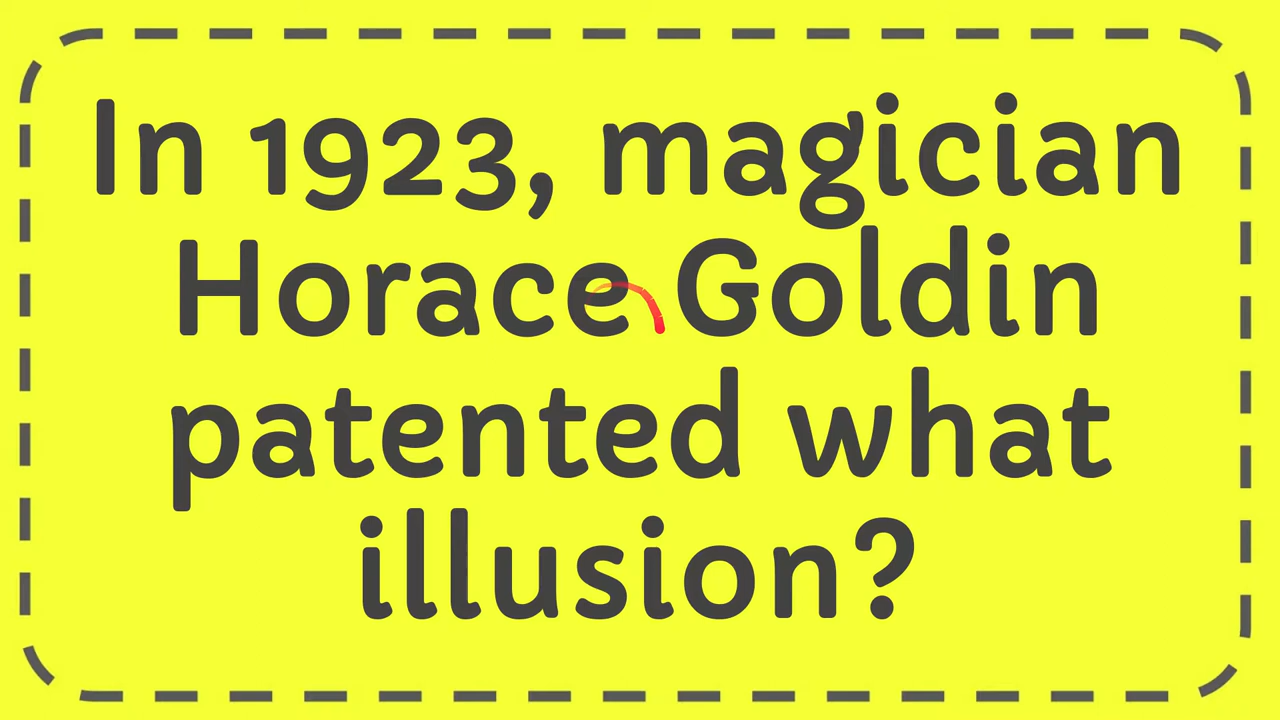 In 1923, magician
Horace Goldin
patented what
illusion?